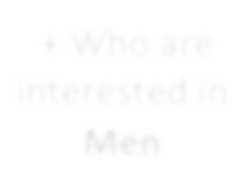 + Who are
interested in
Men